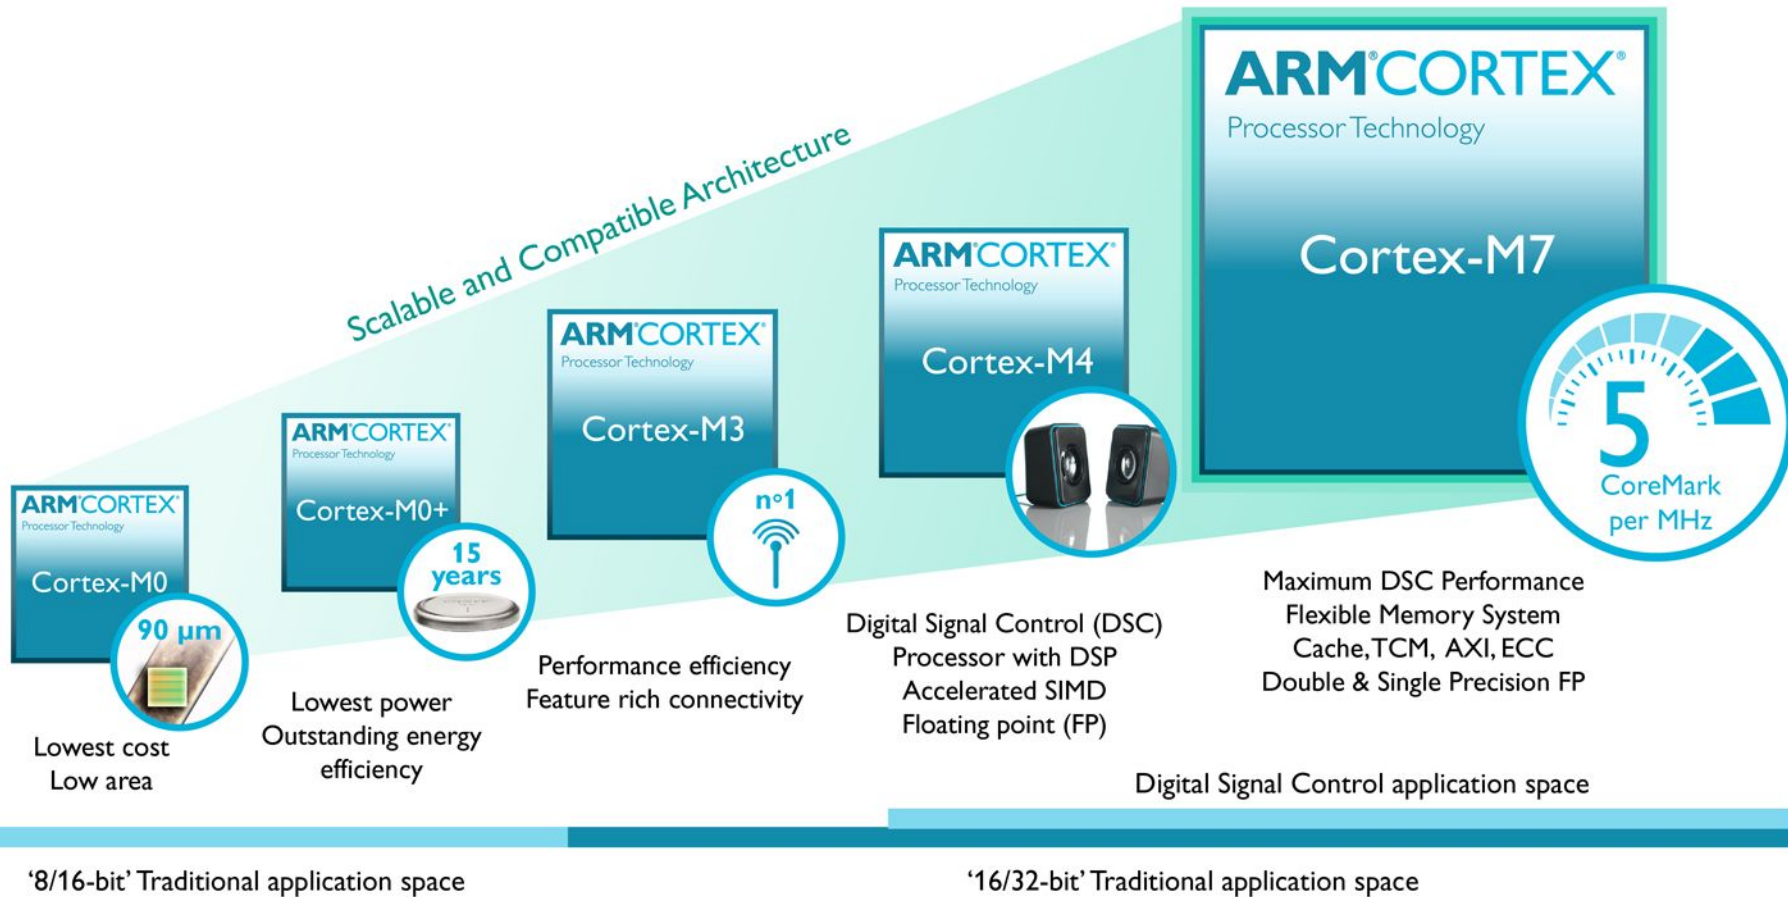 Scalable and Compatible Architecture
ARM®CORTEX®
Processor Technology
Cortex-M0
90 µm
Lowest cost
Low area
ARM®CORTEX®
Processor Technology
Cortex-M0+
15
years
Lowest power
Outstanding energy
efficiency
ARM®CORTEX®
Processor Technology
Cortex-M3
nº1
Performance efficiency
Feature rich connectivity
ARM®CORTEX®
Processor Technology
Cortex-M4
Digital Signal Control (DSC)
Processor with DSP
Accelerated SIMD
Floating point (FP)
ARM®CORTEX®
Processor Technology
Cortex-M7
5
CoreMark
per MHz
Maximum DSC Performance
Flexible Memory System
Cache, TCM, AXI, ECC
Double & Single Precision FP
Digital Signal Control application space
‘8/16-bit’ Traditional application space
‘16/32-bit’ Traditional application space